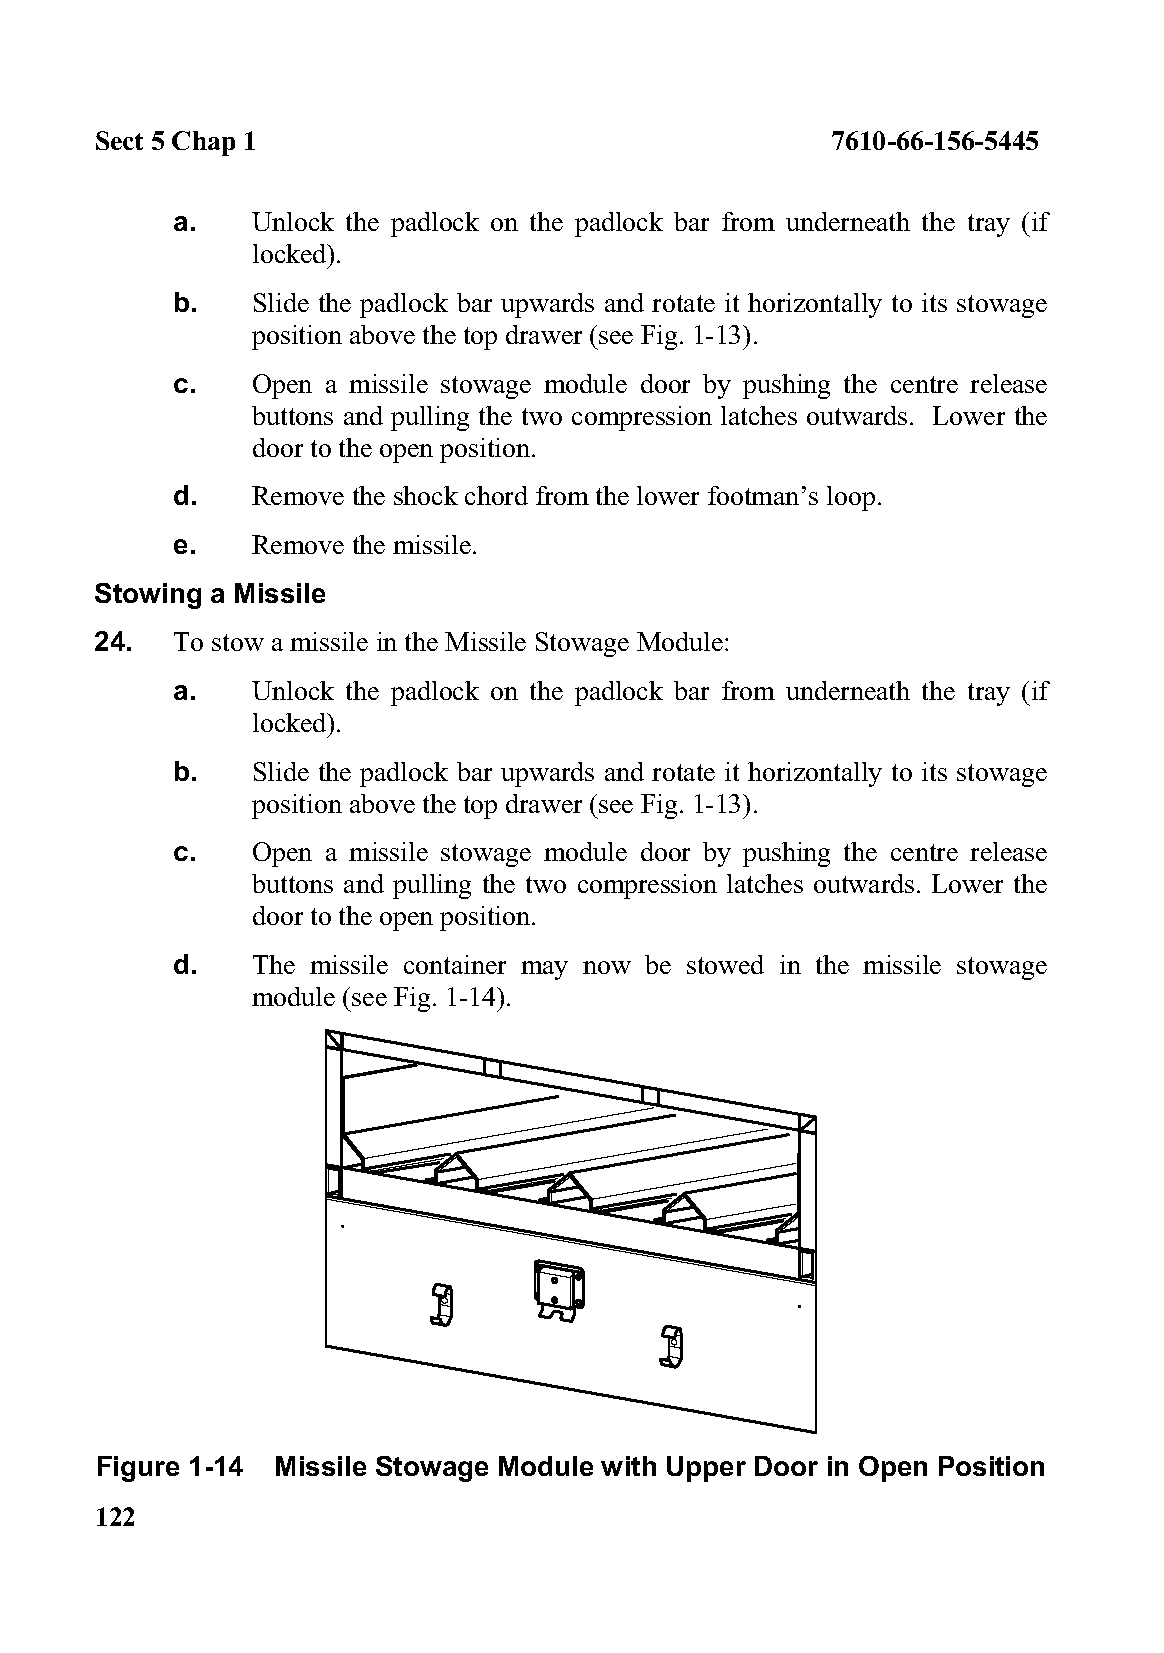 Sect 5 Chap 1 7610-66-156-5445
a. Unlock the padlock on the padlock bar from underneath the tray (if
locked).
b. Slide the padlock bar upwards and rotate it horizontally to its stowage
position above the top drawer (see Fig. 1-13).
c. Open a missile stowage module door by pushing the centre release
buttons and pulling the two compression latches outwards. Lower the
door to the open position.
d. Remove the shock chord from the lower footman’s loop.
e. Remove the missile.
Stowing a Missile
24. To stow a missile in the Missile Stowage Module:
a. Unlock the padlock on the padlock bar from underneath the tray (if
locked).
b. Slide the padlock bar upwards and rotate it horizontally to its stowage
position above the top drawer (see Fig. 1-13).
c. Open a missile stowage module door by pushing the centre release
buttons and pulling the two compression latches outwards. Lower the
door to the open position.
d. The missile container may now be stowed in the missile stowage
module (see Fig. 1-14).
Figure 1-14 Missile Stowage Module with Upper Door in Open Position
122